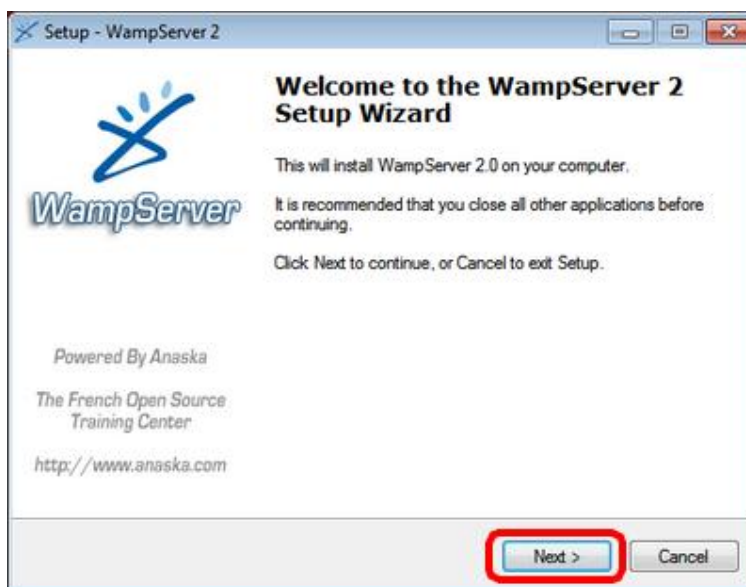 Setup - WampServer 2
WampServer
Powered By Anaska
The French Open Source
Training Center
http://www.anaska.com
Welcome to the WampServer 2
Setup Wizard
This will install WampServer 2.0 on your computer.
It is recommended that you close all other applications before
continuing.
Click Next to continue, or Cancel to exit Setup.
Next >
Cancel